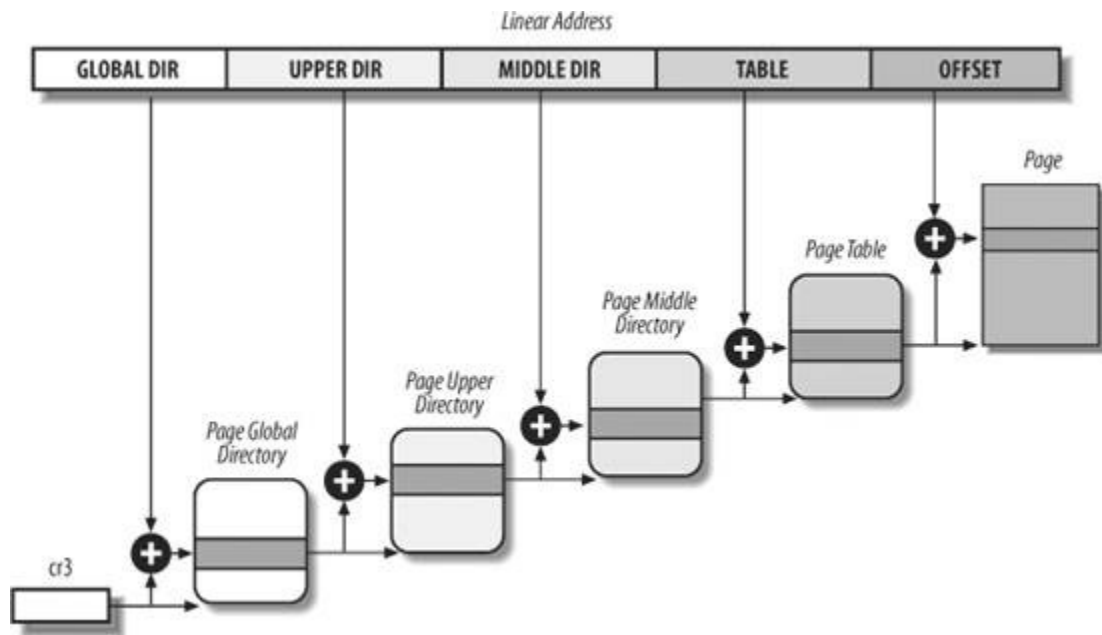 Linear Address
GLOBAL DIR UPPER DIR MIDDLE DIR TABLE OFFSET
Page
Page Table
Page Middle
Directory
Page Upper
Directory
Page Global
Directory
cr3